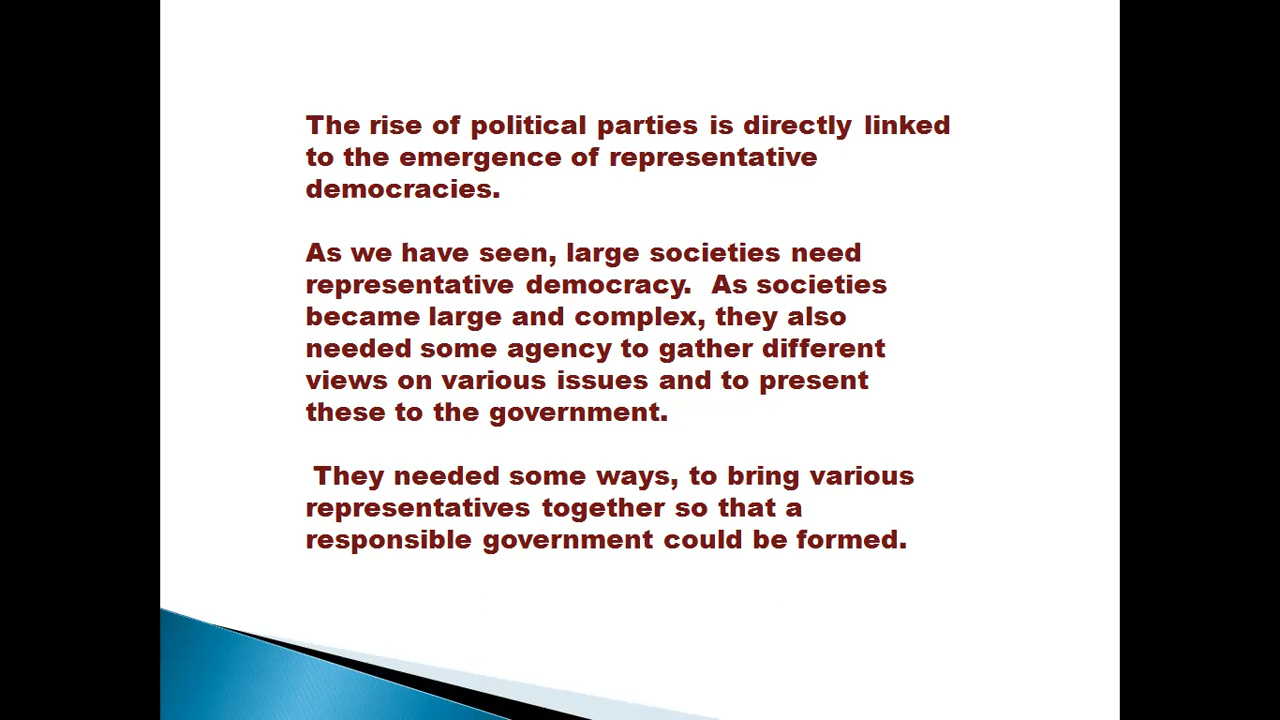 The rise of political parties is directly linked
to the emergence of representative
democracies.
As we have seen, large societies need
representative democracy.  As societies
became large and complex, they also
needed some agency to gather different
views on various issues and to present
these to the government.
They needed some ways, to bring various
representatives together so that a
responsible government could be formed.